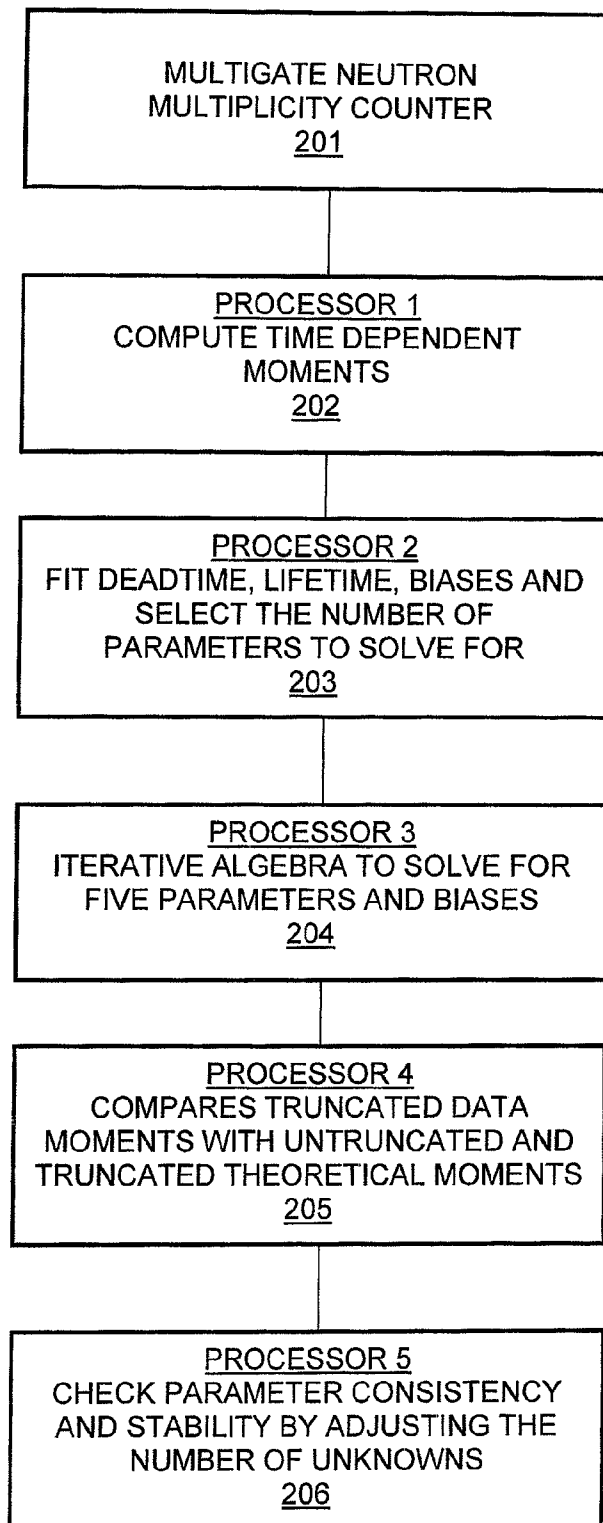 MULTIGATE NEUTRON
MULTIPLICITY COUNTER
201
PROCESSOR 1
COMPUTE TIME DEPENDENT
MOMENTS
202
PROCESSOR 2
FIT DEADTIME, LIFETIME, BIASES AND
SELECT THE NUMBER OF
PARAMETERS TO SOLVE FOR
203
PROCESSOR 3
ITERATIVE ALGEBRA TO SOLVE FOR
FIVE PARAMETERS AND BIASES
204
PROCESSOR 4
COMPARES TRUNCATED DATA
MOMENTS WITH UNTRUNCATED AND
TRUNCATED THEORETICAL MOMENTS
205
PROCESSOR 5
CHECK PARAMETER CONSISTENCY
AND STABILITY BY ADJUSTING THE
NUMBER OF UNKNOWNS
206